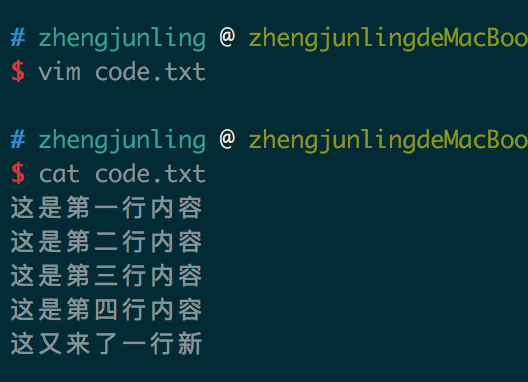 # zhengjunling @ zhengjunlingdeMacBoo
$ vim code.txt
# zhengjunling @ zhengjunlingdeMacBoo
$ cat code.txt
这是第一行内容
这是第二行内容
这是第三行内容
这是第四行内容
这又来了一行新